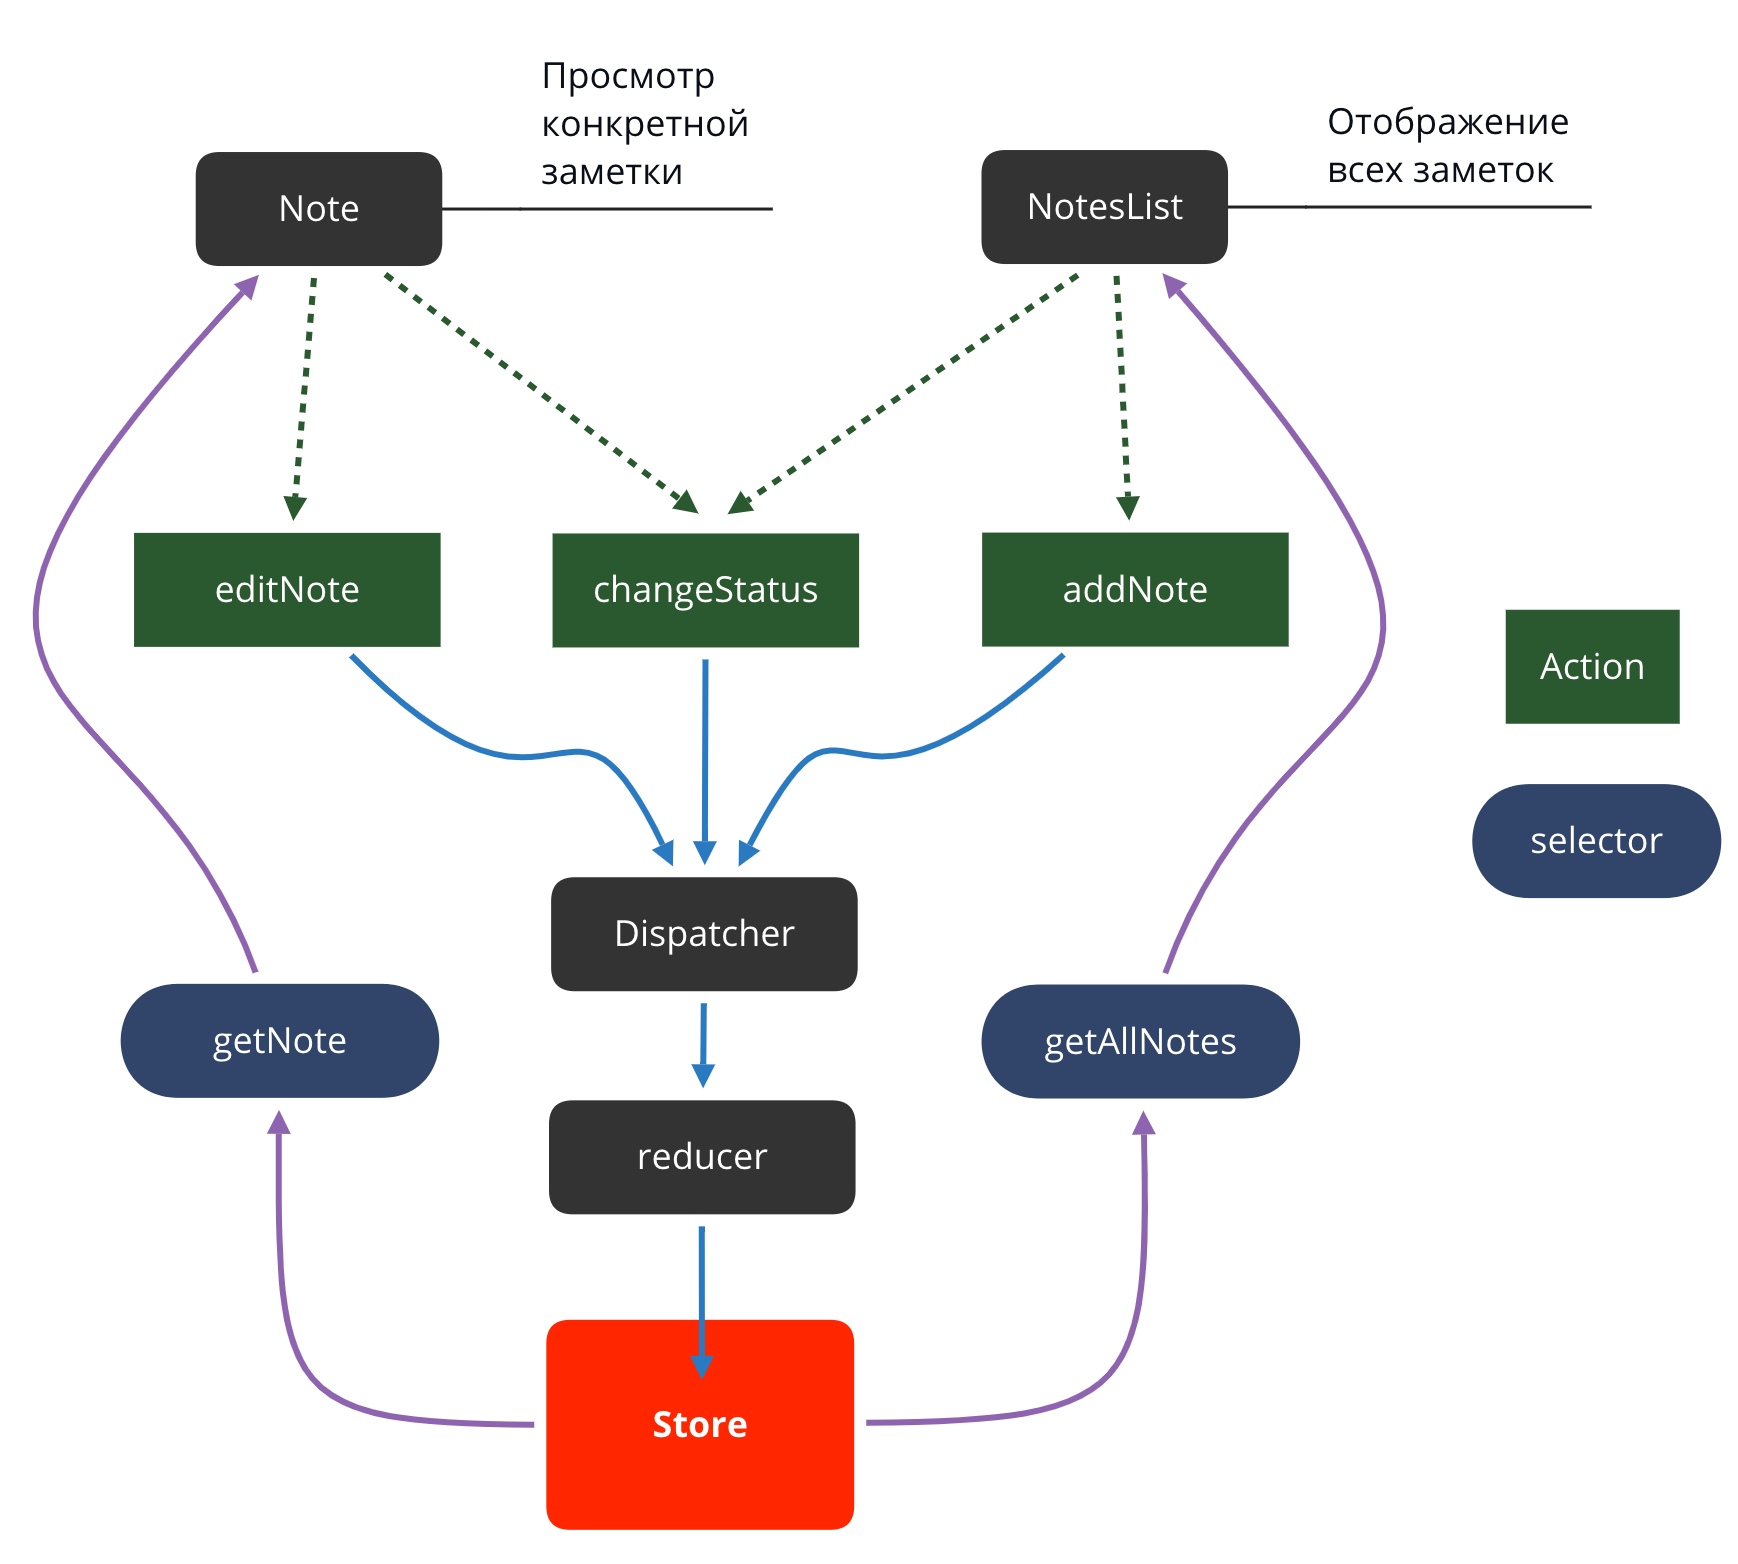 Просмотр
конкретной
заметки
Отображение
всех заметок
Note
NotesList
editNote
changeStatus
addNote
Action
selector
Dispatcher
getNote
getAllNotes
reducer
Store